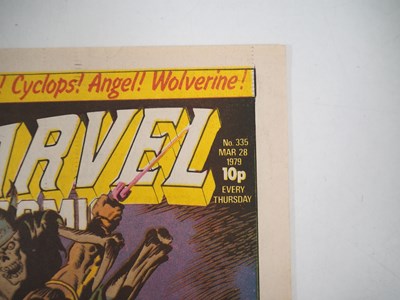 ! Cyclops! Angel! Wolverine!
ARVEL
No. 335
MAR 28
1979
10p
EVERY
THURSDAY